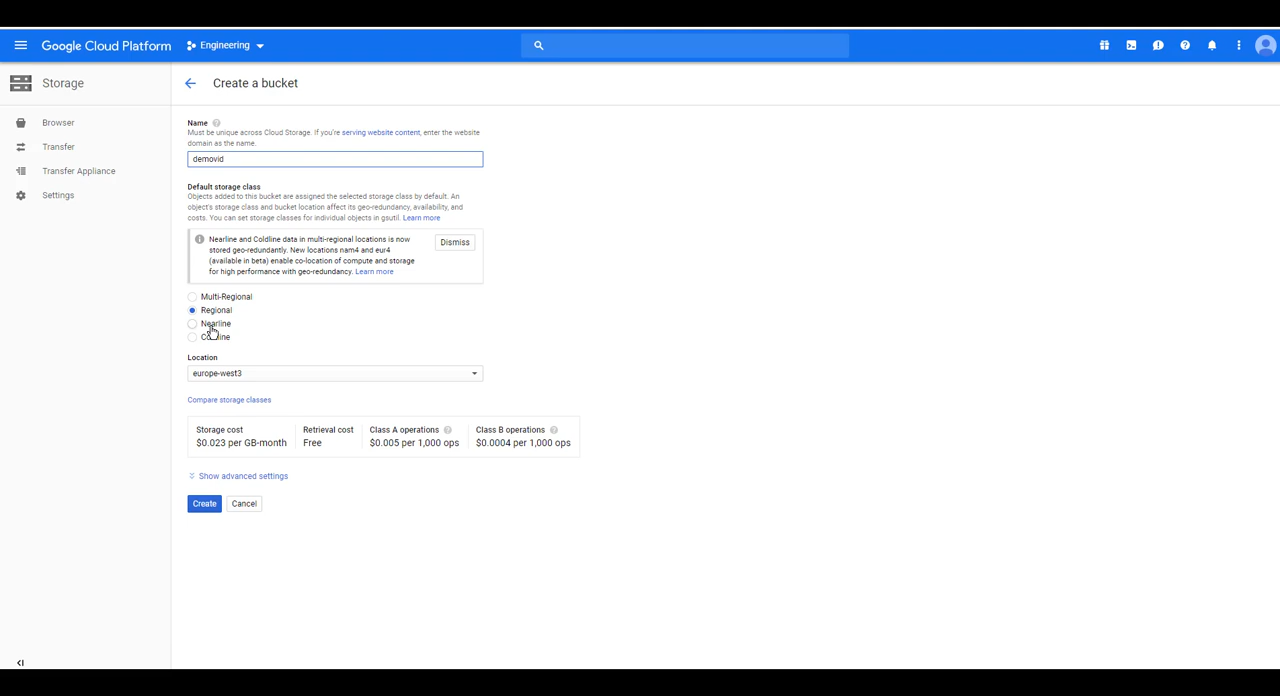 Google Cloud Platform Engineering
Storage
Create a bucket
Browser
Transfer
Transfer Appliance
Settings
Name
Must be unique across Cloud Storage. If you're serving website content, enter the website
domain as the name.
demovid
Default storage class
Objects added to this bucket are assigned the selected storage class by default. An
object's storage class and bucket location affect its geo-redundancy, availability, and
costs. You can set storage classes for individual objects in gsutil. Learn more
Nearline and Coldline data in multi-regional locations is now
stored geo-redundantly. New locations nam4 and eur4
(available in beta) enable co-location of compute and storage
for high performance with geo-redundancy. Learn more
Dismiss
Multi-Regional
Regional
Nearline
Location
europe-west3
Compare storage classes
Storage cost
$0.023 per GB-month
Retrieval cost
Free
Class A operations
$0.005 per 1,000 ops
Class B operations
$0.0004 per 1,000 ops
Show advanced settings
Create Cancel